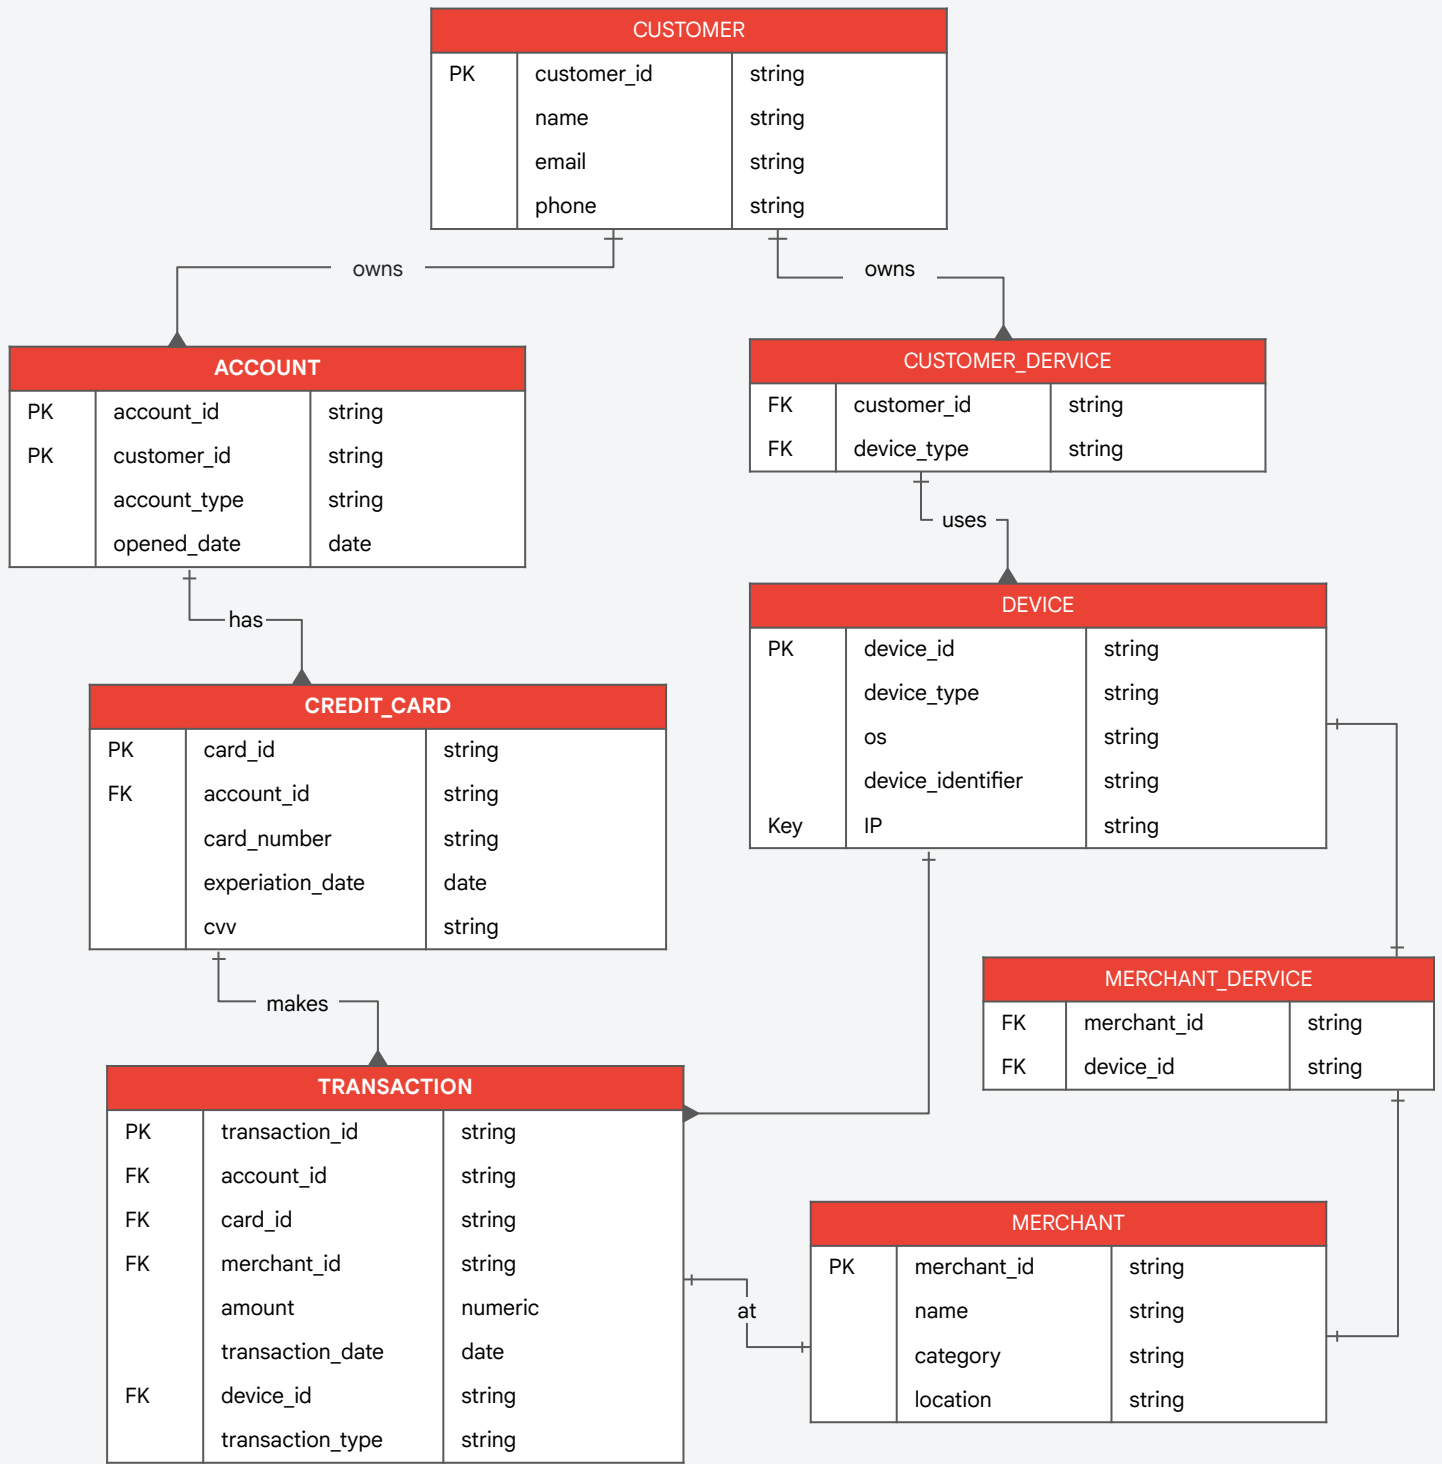 CUSTOMER
PK customer_id string
name string
email string
phone string
owns
owns
ACCOUNT
PK account_id string
PK customer_id string
account_type string
opened_date date
CUSTOMER_DERVICE
FK customer_id string
FK device_type string
uses
has
DEVICE
PK device_id string
device_type string
os string
device_identifier string
Key IP string
CREDIT_CARD
PK card_id string
FK account_id string
card_number string
experiation_date date
cvv string
makes
MERCHANT_DERVICE
FK merchant_id string
FK device_id string
TRANSACTION
PK transaction_id string
FK account_id string
FK card_id string
FK merchant_id string
amount numeric
transaction_date date
FK device_id string
transaction_type string
at
MERCHANT
PK merchant_id string
name string
category string
location string